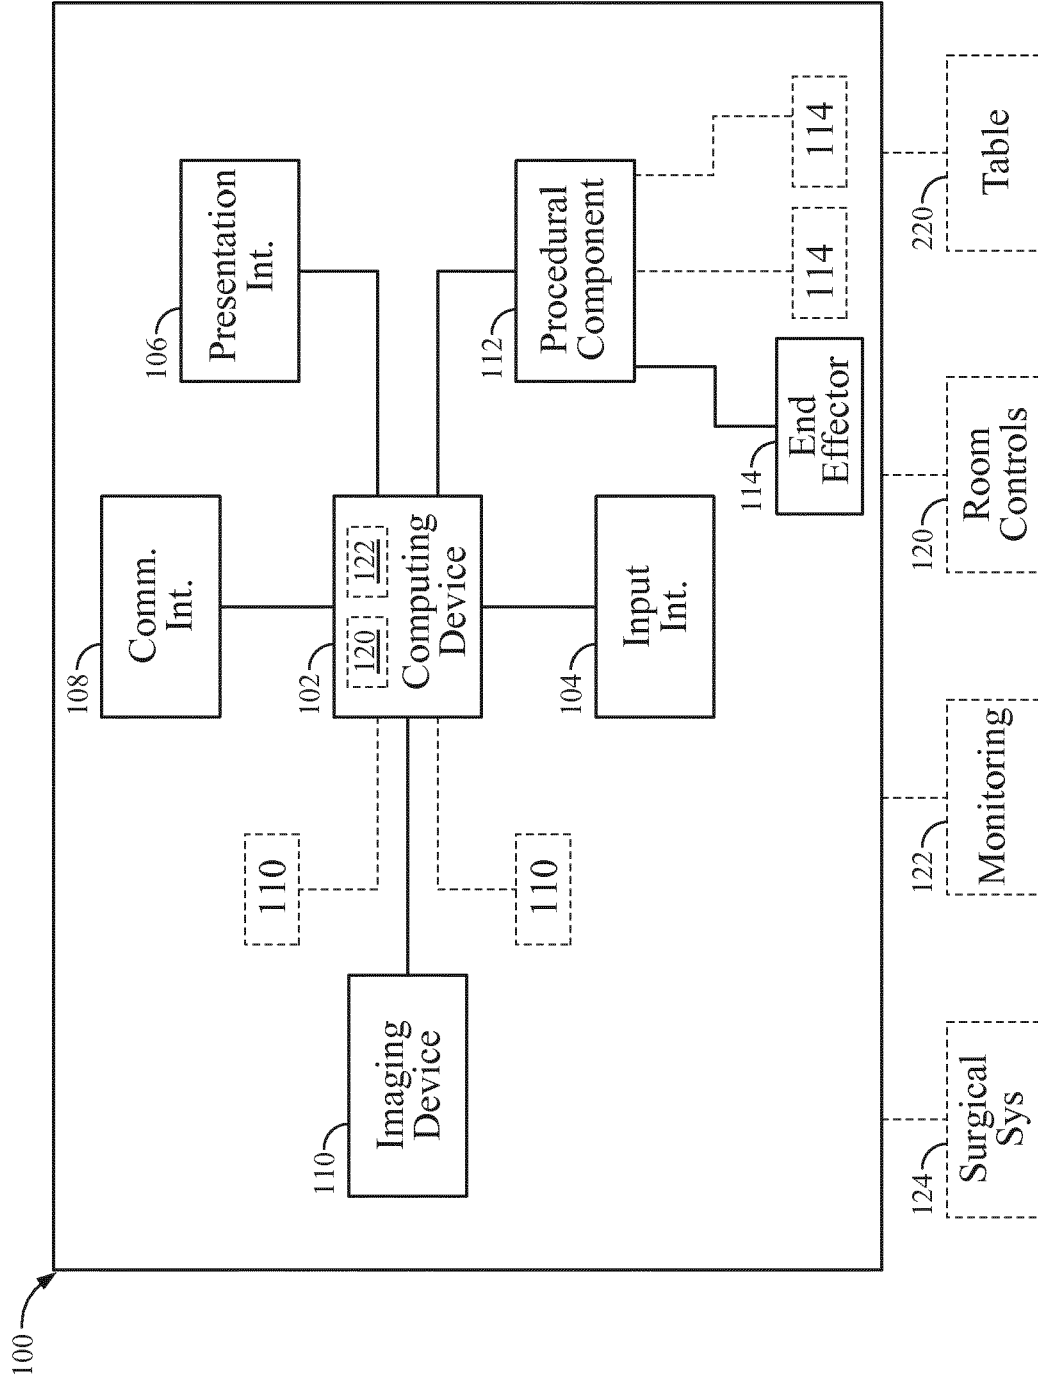 100
108
Comm.
Int.
106
Presentation
Int.
110
102
120
122
Computing
Device
110
Imaging
Device
112
Procedural
Component
110
104
Input
Int.
114
End
Effector
114
114
124
Surgical
Sys
122
Monitoring
120
Room
Controls
220
Table